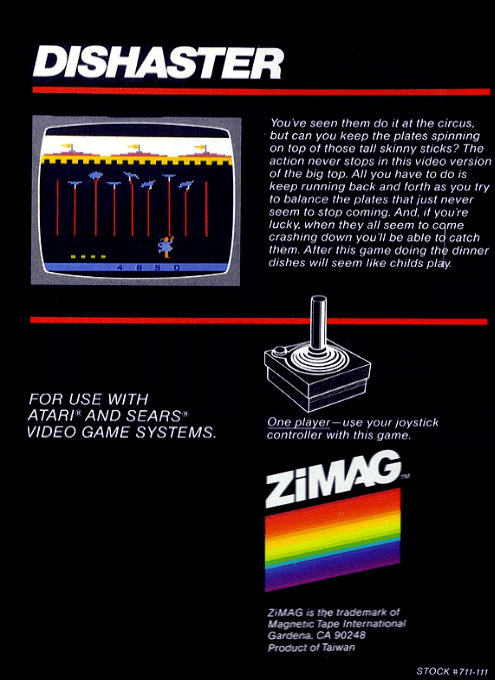 DISHASTER
You've seen them do it at the circus,
but can you keep the plates spinning
on top of those tall skinny sticks? The
action never stops in this video version
of the big top. All you have to do is
keep running back and forth as you try
to balance the plates that just never
seem to stop coming. And, if you're
lucky, when they all seem to come
crashing down you'll be able to catch
them. After this game doing the dinner
dishes will seem like childs play.
4890
FOR USE WITH
ATARI® AND SEARS®
VIDEO GAME SYSTEMS.
One player—use your joystick
controller with this game.
ZiMAG™
ZiMAG is the trademark of
Magnetic Tape International
Gardena, CA 90248
Product of Taiwan
STOCK #711-111